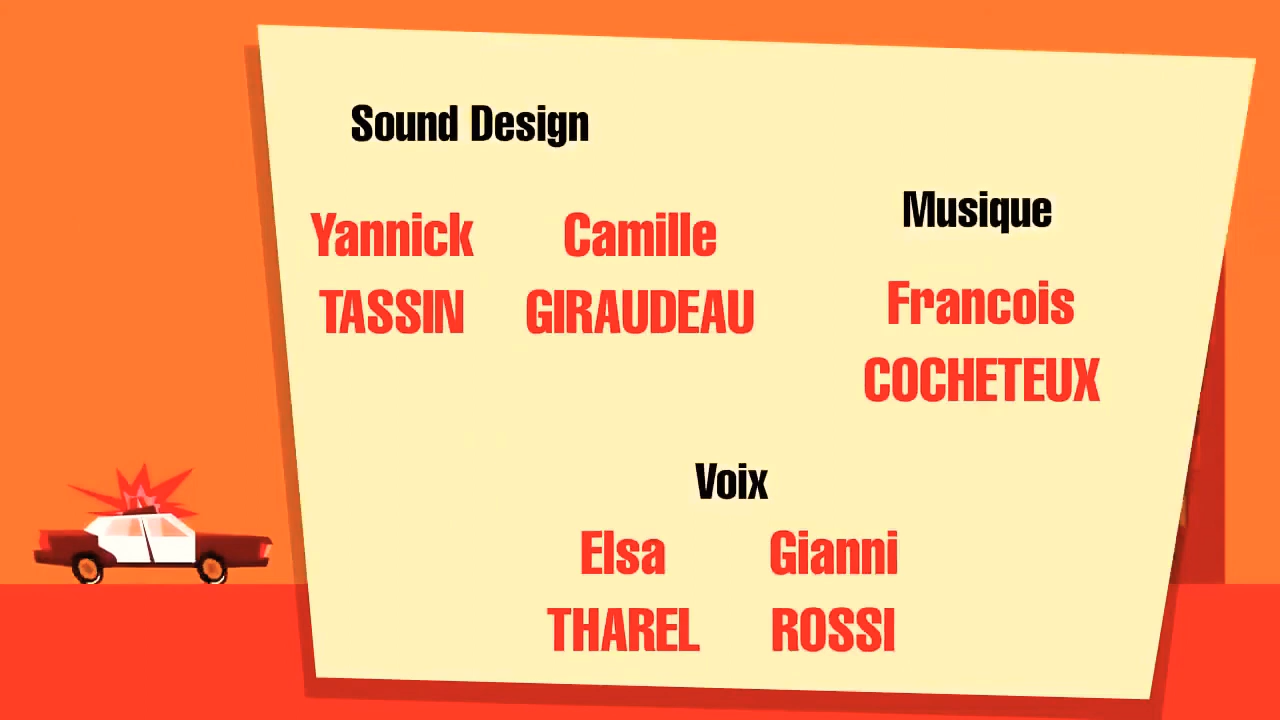 Sound Design
Yannick Camille
TASSIN GIRAUDEAU
Musique
Francois
COCHETEUX
Voix
Elsa Gianni
THAREL ROSSI